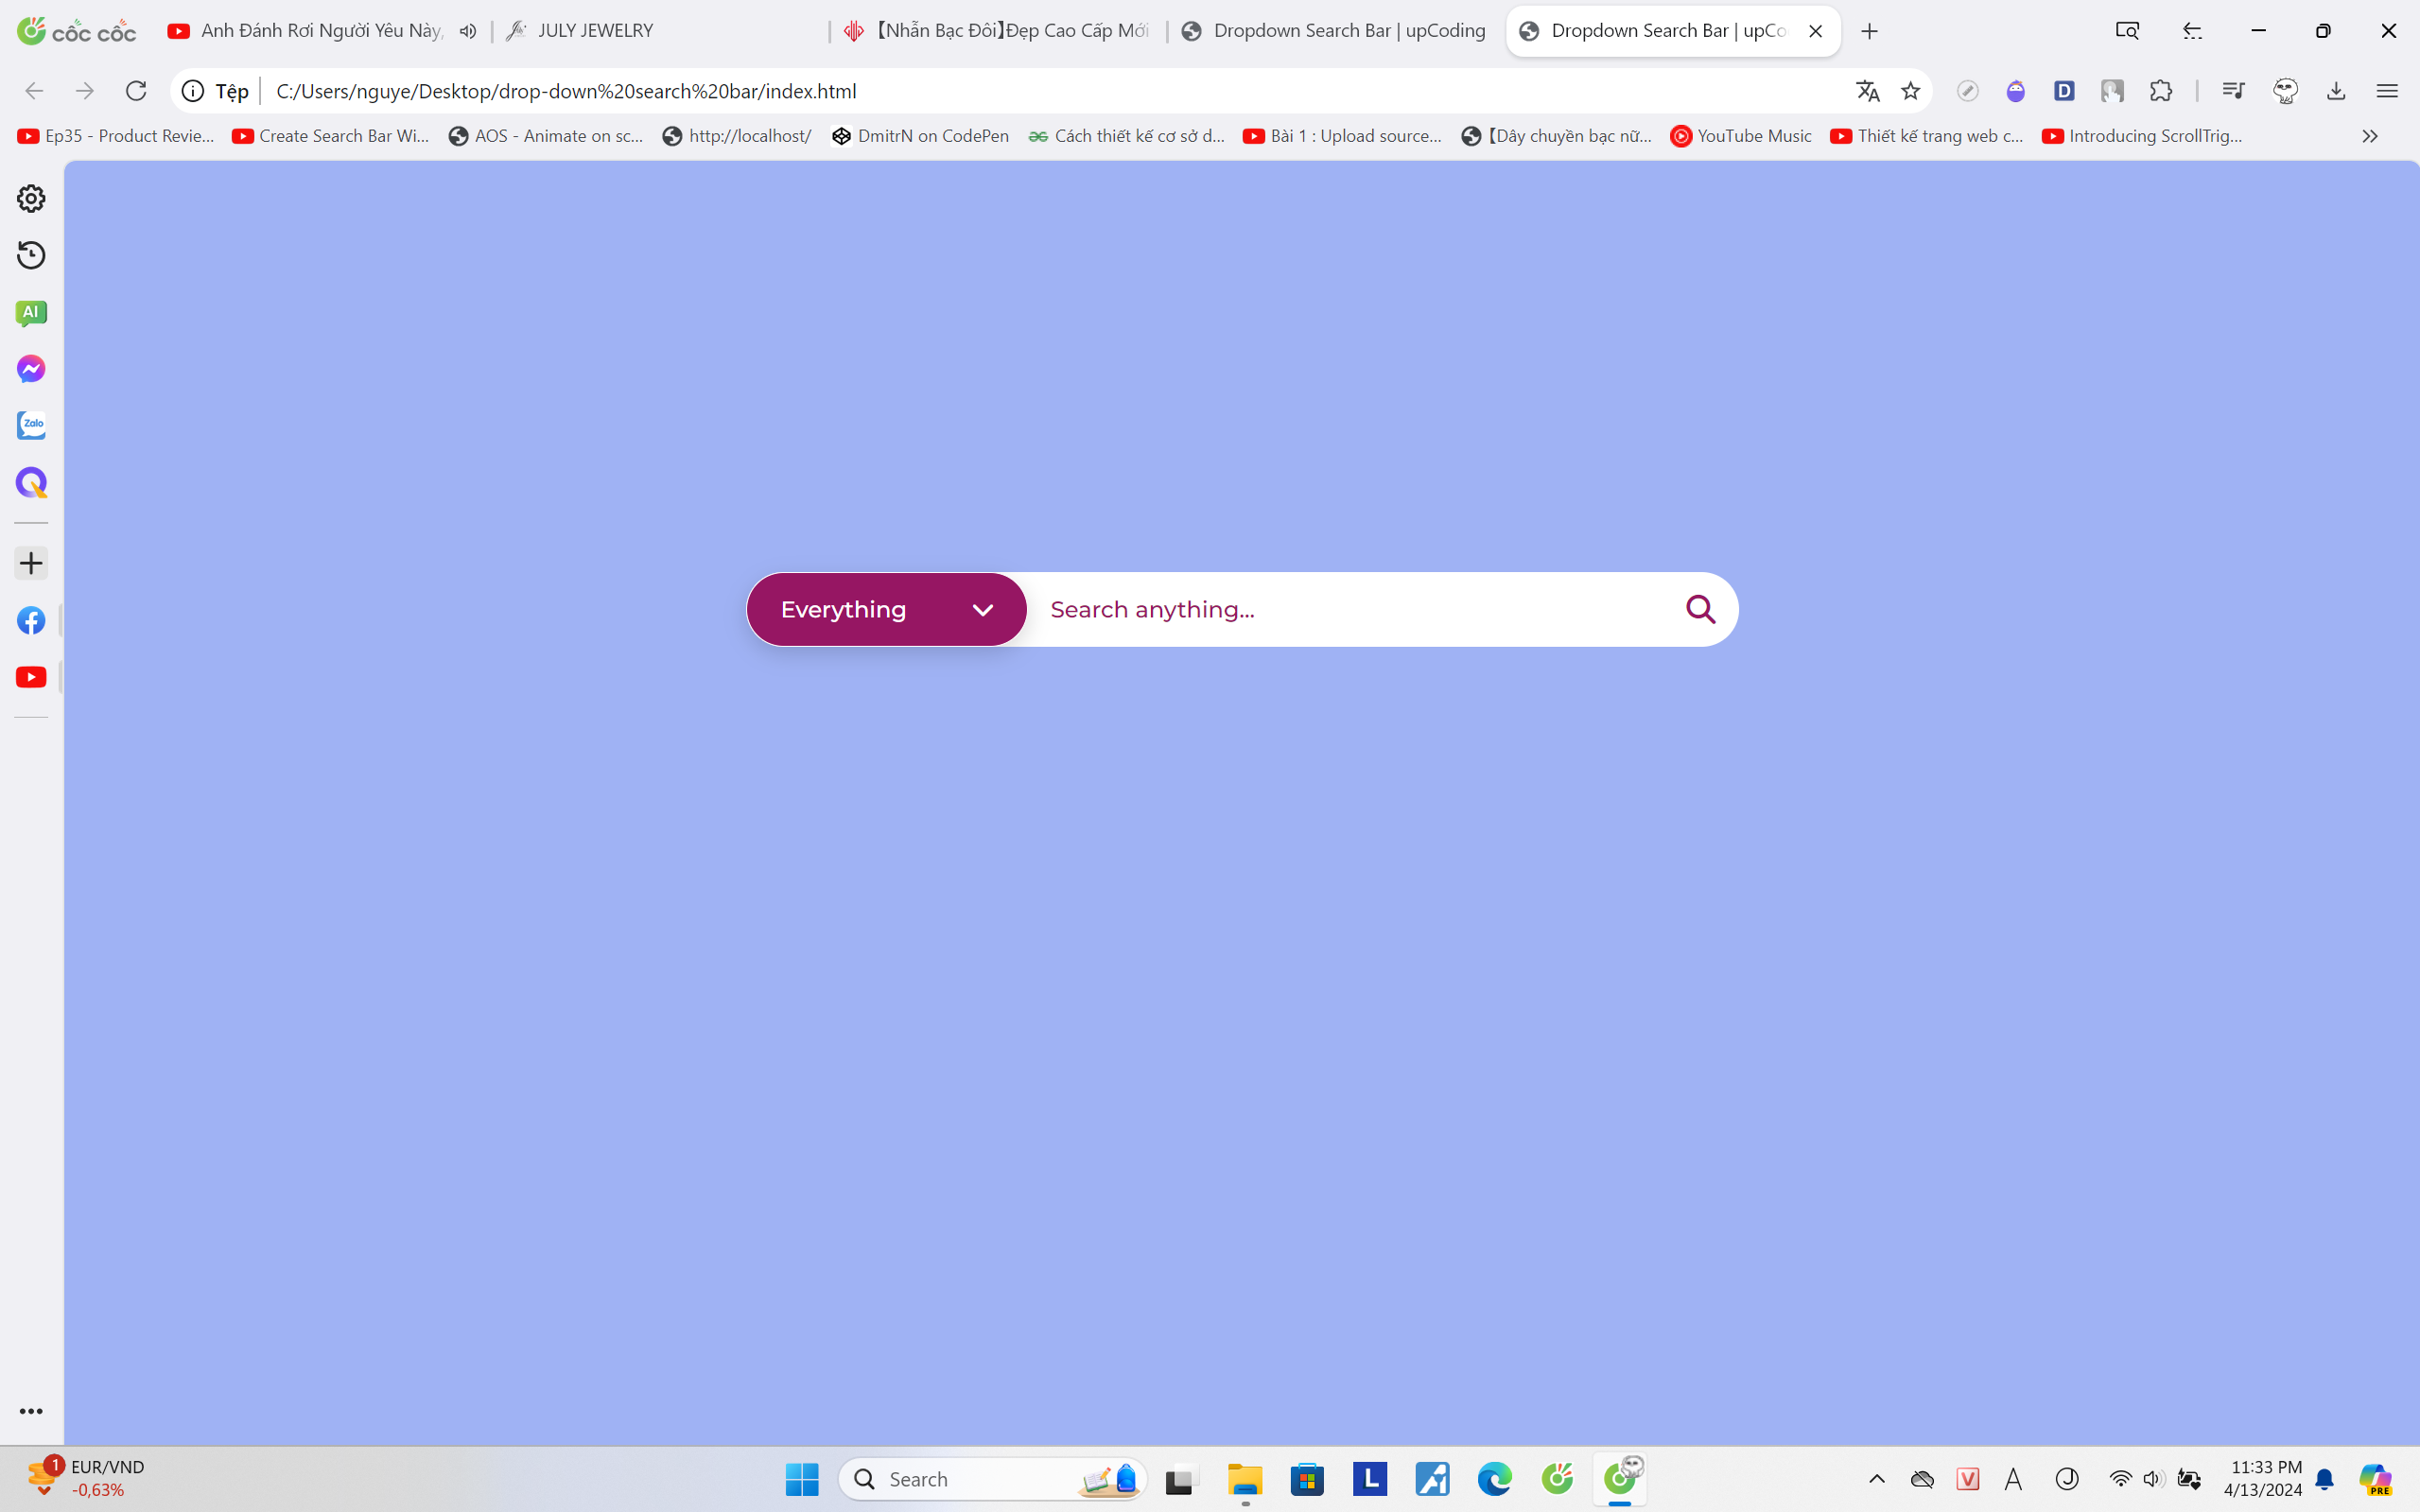 cốc cốc
Anh Đánh Rơi Người Yêu Này,
JULY JEWELRY
【Nhẫn Bạc Đôi】Đẹp Cao Cấp Mới
Dropdown Search Bar | upCoding
Dropdown Search Bar | upCo
Tệp
C:/Users/nguye/Desktop/drop-down%20search%20bar/index.html
D
Ep35 - Product Revie...
Create Search Bar Wi...
AOS - Animate on sc...
http://localhost/
DmitrN on CodePen
Cách thiết kế cơ sở d...
Bài 1 : Upload source...
【Dây chuyền bạc nữ...
YouTube Music
Thiết kế trang web c...
Introducing ScrollTrig...
AI
Zalo
Everything
Search anything...
1
EUR/VND
-0,63%
Search
L
V
A
J
11:33 PM
4/13/2024
PRE